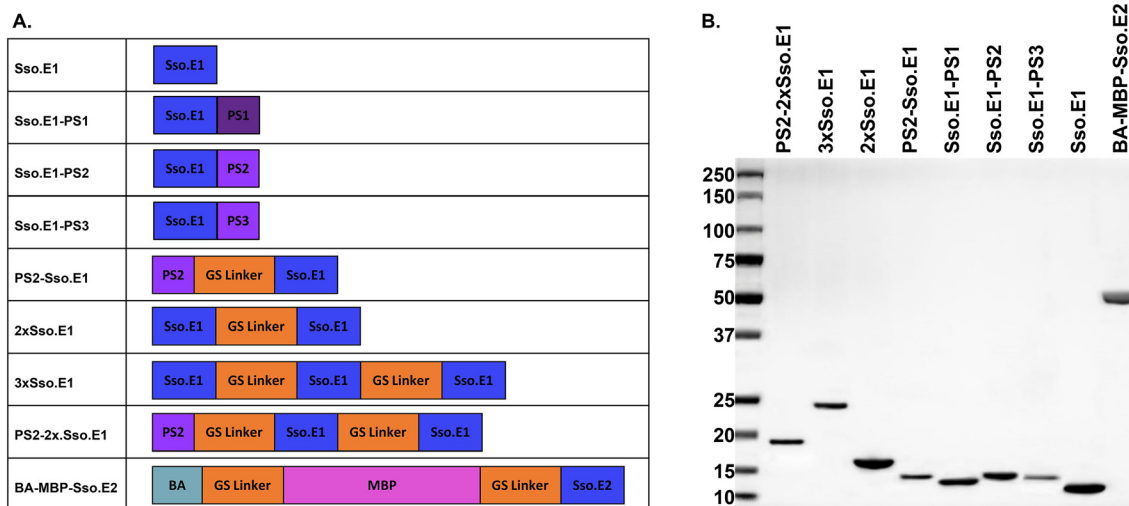 A.
Sso.E1
Sso.E1
Sso.E1-PS1
Sso.E1 PS1
Sso.E1-PS2
Sso.E1 PS2
Sso.E1-PS3
Sso.E1 PS3
PS2-Sso.E1
PS2 GS Linker Sso.E1
2xSso.E1
Sso.E1 GS Linker Sso.E1
3xSso.E1
Sso.E1 GS Linker Sso.E1 GS Linker Sso.E1
PS2-2x.Sso.E1
PS2 GS Linker Sso.E1 GS Linker Sso.E1
BA-MBP-Sso.E2
BA GS Linker MBP GS Linker Sso.E2
B.
PS2-2xSso.E1
3xSso.E1
2xSso.E1
PS2-Sso.E1
Sso.E1-PS1
Sso.E1-PS2
Sso.E1-PS3
Sso.E1
BA-MBP-Sso.E2
250
150
100
75
50
37
25
20
15
10